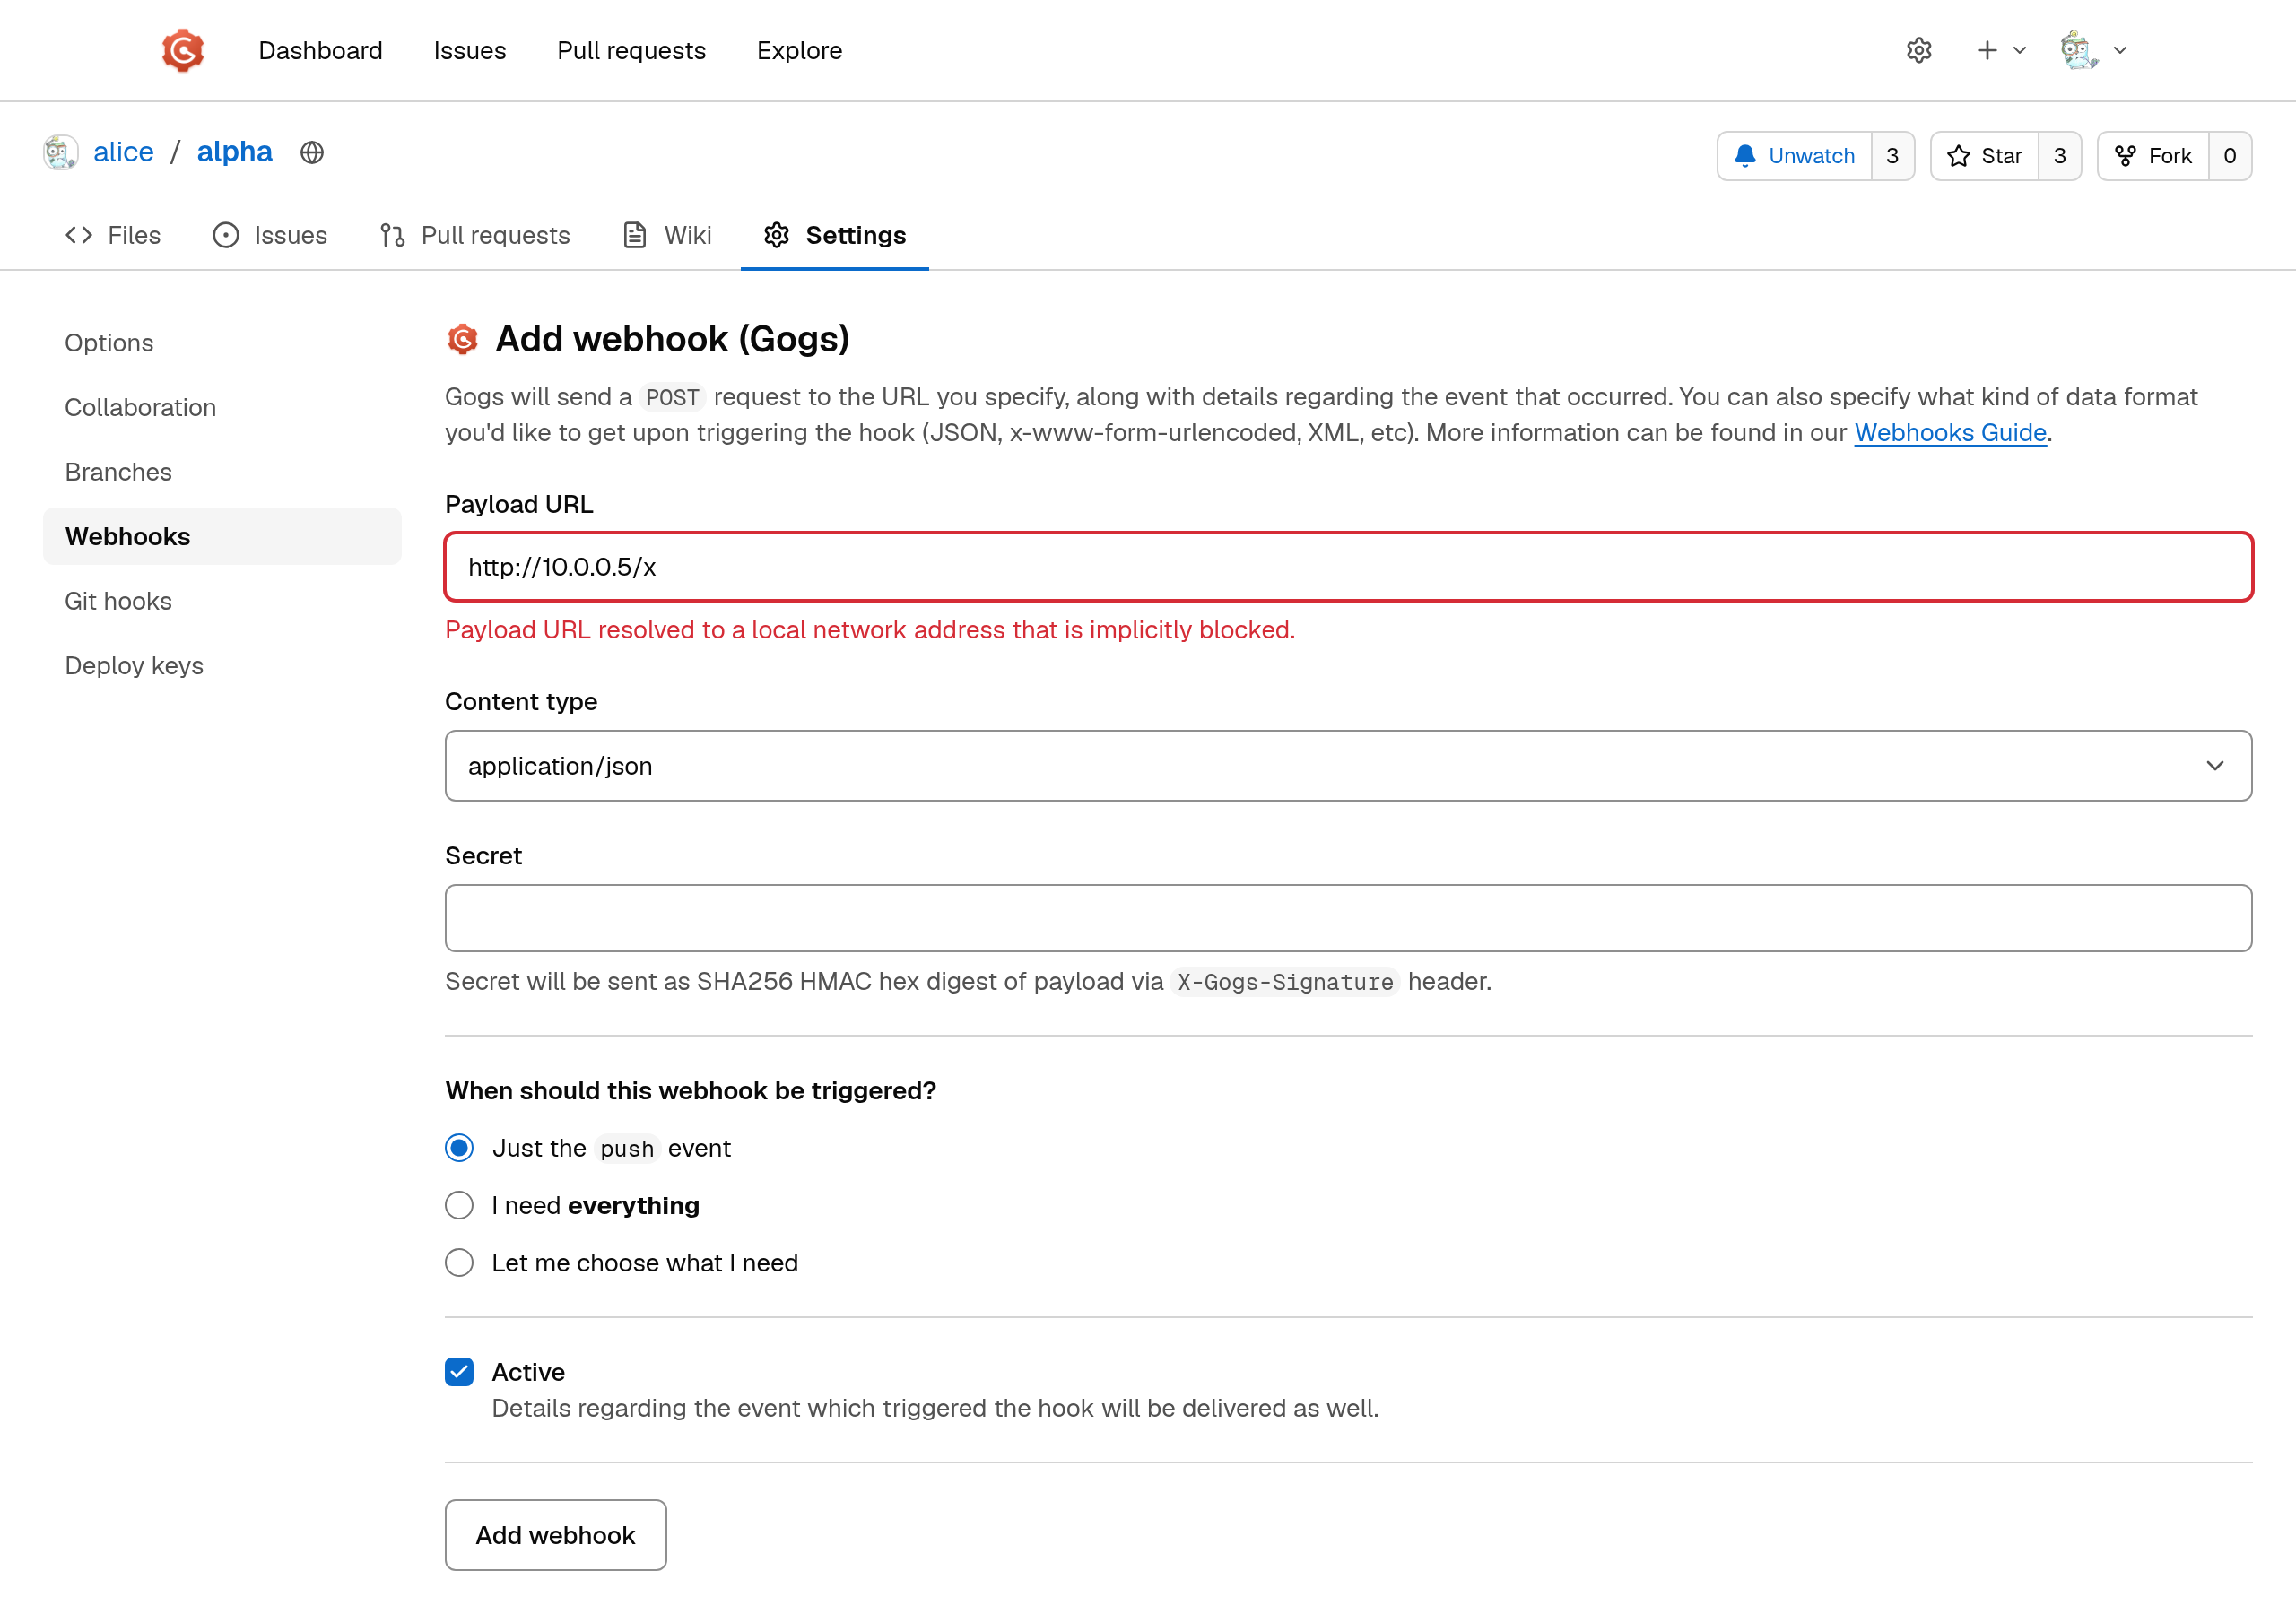 Dashboard Issues Pull requests Explore
alice / alpha
Unwatch 3 Star 3 Fork 0
Files Issues Pull requests Wiki Settings
Options
Collaboration
Branches
Webhooks
Git hooks
Deploy keys
Add webhook (Gogs)
Gogs will send a POST request to the URL you specify, along with details regarding the event that occurred. You can also specify what kind of data format
you'd like to get upon triggering the hook (JSON, x-www-form-urlencoded, XML, etc). More information can be found in our Webhooks Guide.
Payload URL
http://10.0.0.5/x
Payload URL resolved to a local network address that is implicitly blocked.
Content type
application/json
Secret
Secret will be sent as SHA256 HMAC hex digest of payload via X-Gogs-Signature header.
When should this webhook be triggered?
Just the push event
I need everything
Let me choose what I need
Active
Details regarding the event which triggered the hook will be delivered as well.
Add webhook